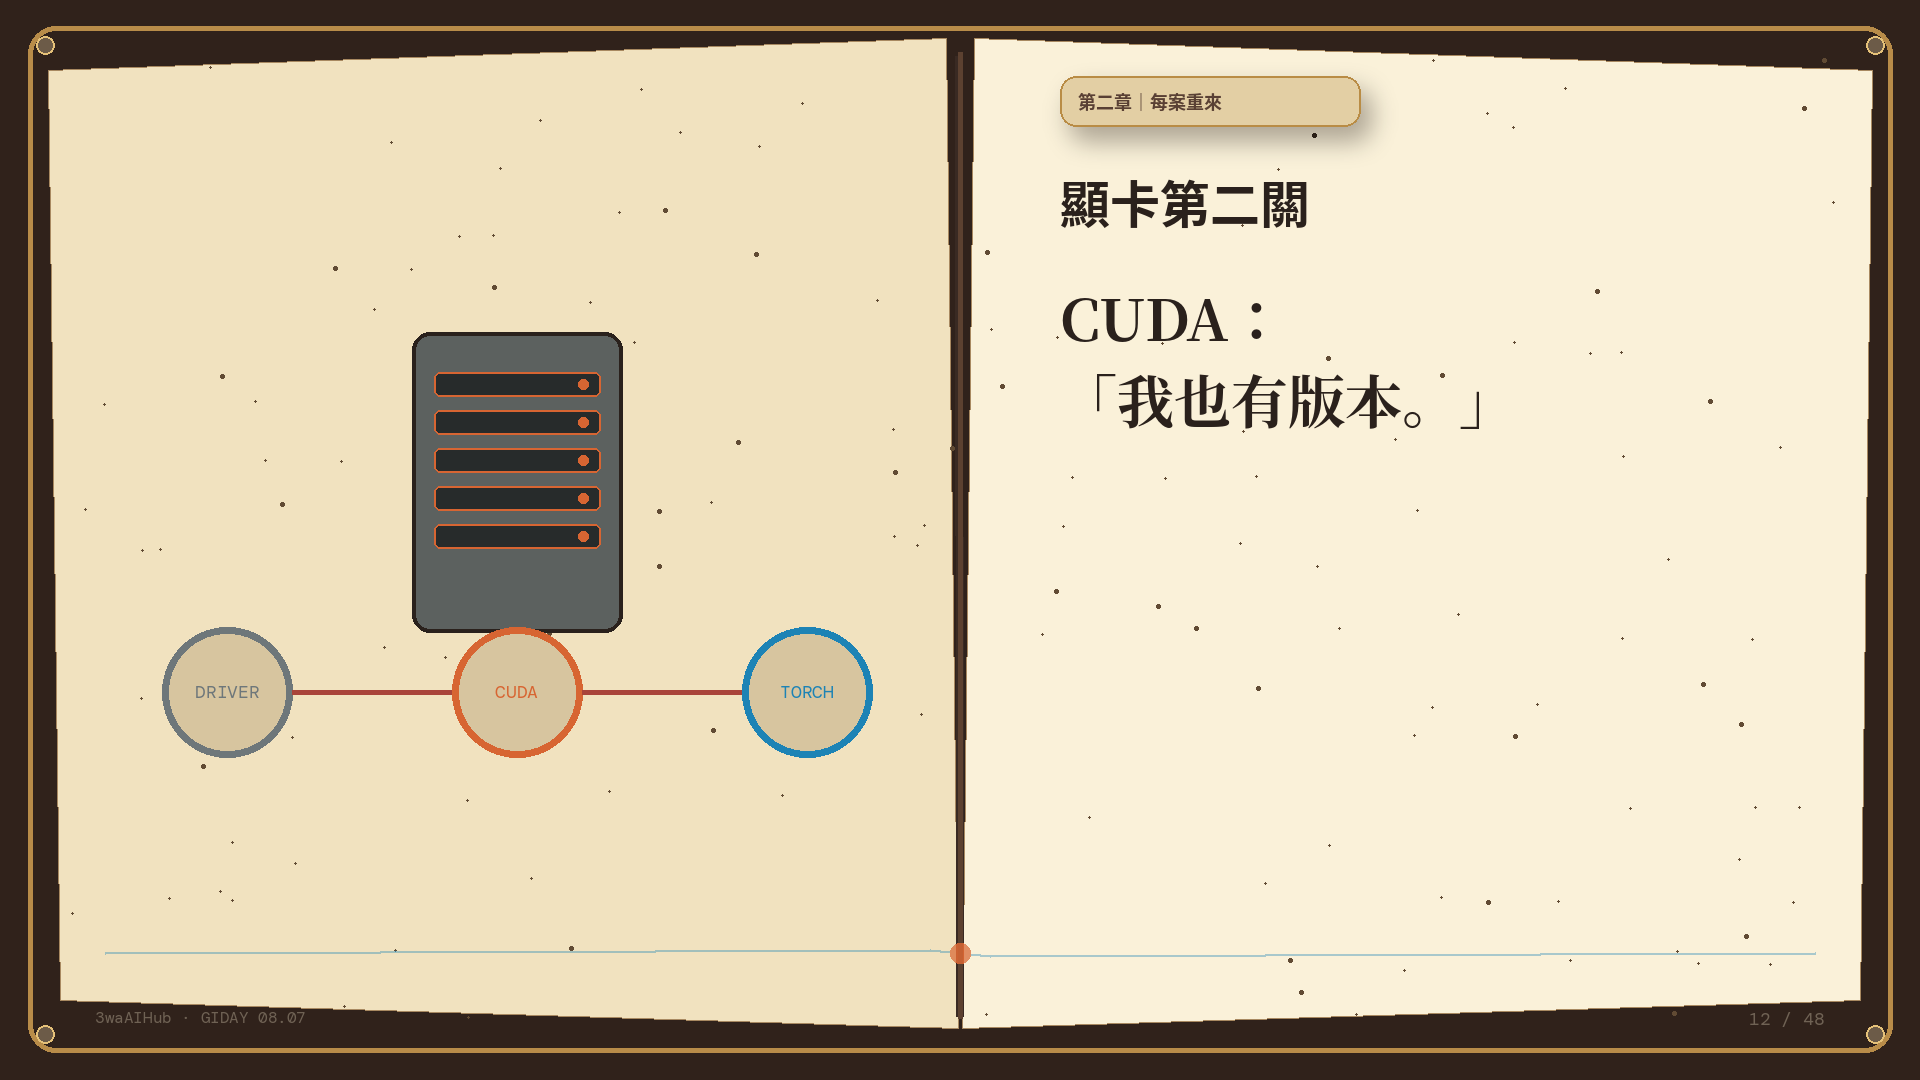 DRIVER
CUDA
TORCH
第二章｜每案重來
顯卡第二關
CUDA：
「我也有版本。」
3waAIHub · GIDAY 08.07
12 / 48